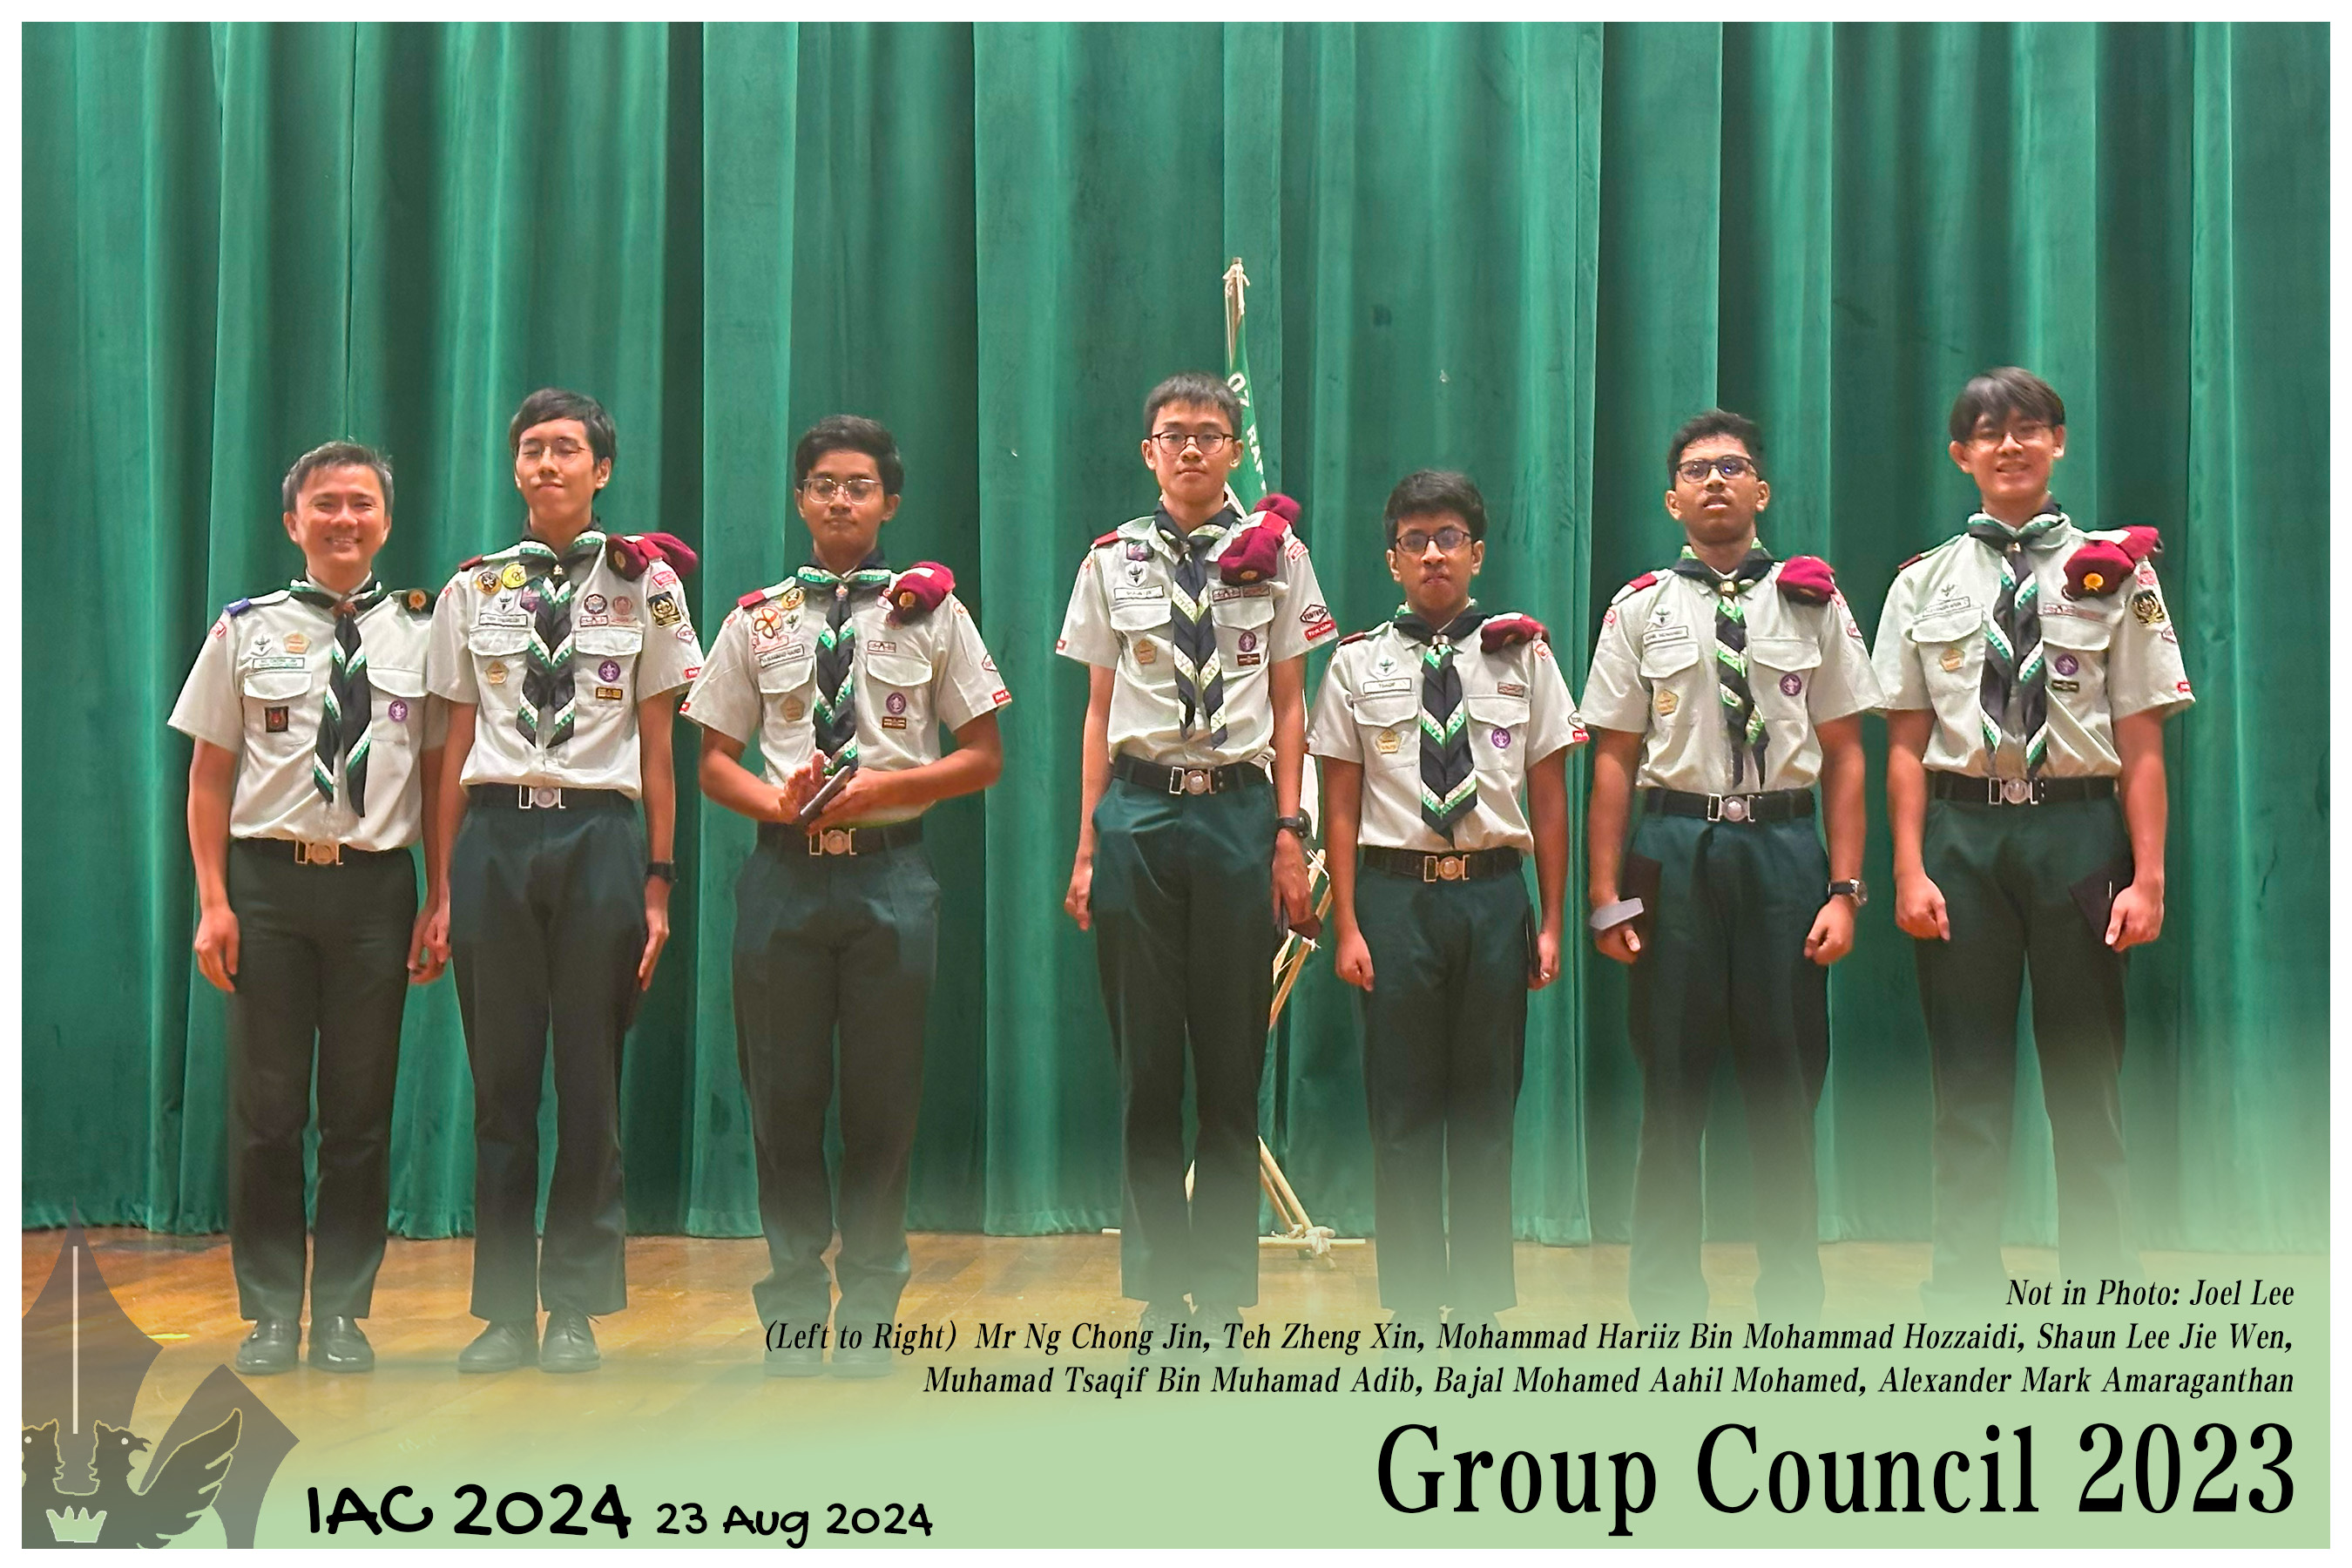 07 RA
Not in Photo: Joel Lee
(Left to Right) Mr Ng Chong Jin, Teh Zheng Xin, Mohammad Hariiz Bin Mohammad Hozzaidi, Shaun Lee Jie Wen,
Muhamad Tsaqif Bin Muhamad Adib, Bajal Mohamed Aahil Mohamed, Alexander Mark Amaraganthan
Group Council 2023
IAC 2024 23 Aug 2024